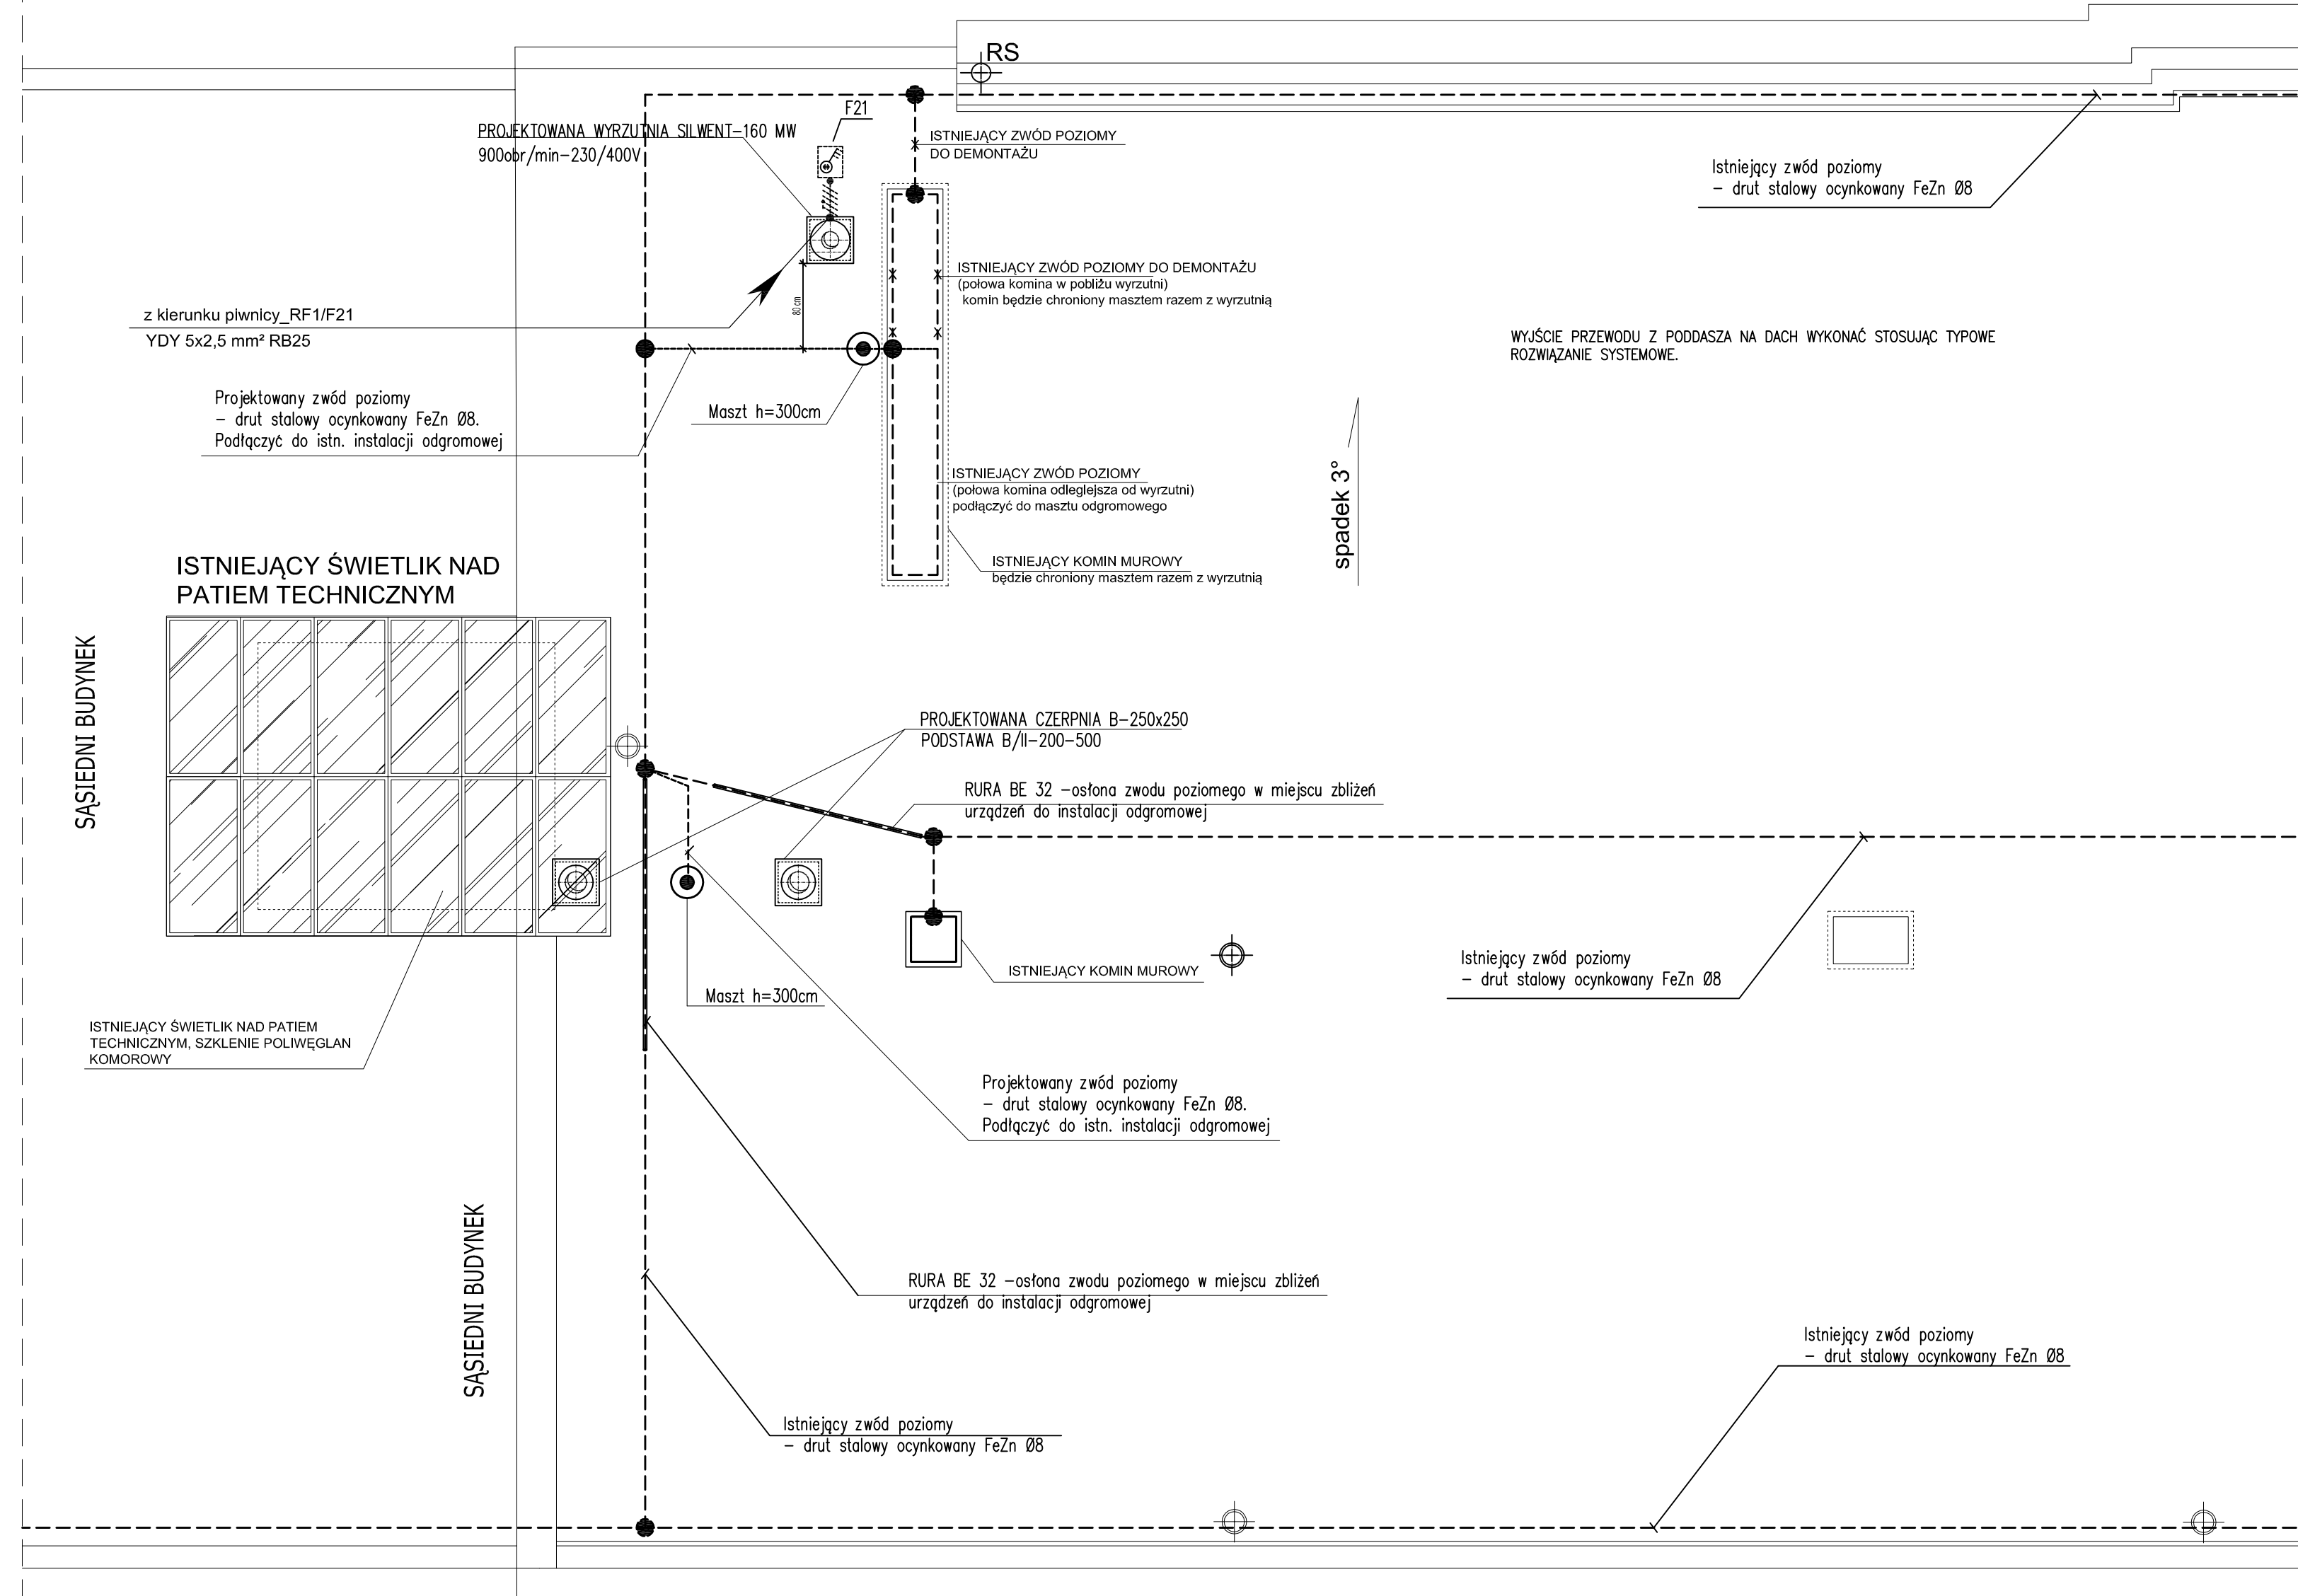 RS
F21
PROJEKTOWANA WYRZUTNIA SILWENT-160 MW
900obr/min-230/400V
ISTNIEJĄCY ZWÓD POZIOMY
DO DEMONTAŻU
Istniejący zwód poziomy
- drut stalowy ocynkowany FeZn Ø8
ISTNIEJĄCY ZWÓD POZIOMY DO DEMONTAŻU
(połowa komina w pobliżu wyrzutni)
komin będzie chroniony masztem razem z wyrzutnią
80 cm
z kierunku piwnicy_RF1/F21
YDY 5x2,5 mm² RB25
WYJŚCIE PRZEWODU Z PODDASZA NA DACH WYKONAĆ STOSUJĄC TYPOWE
ROZWIĄZANIE SYSTEMOWE.
Projektowany zwód poziomy
- drut stalowy ocynkowany FeZn Ø8.
Podłączyć do istn. instalacji odgromowej
Maszt h=300cm
ISTNIEJĄCY ZWÓD POZIOMY
(połowa komina odleglejsza od wyrzutni)
podłączyć do masztu odgromowego
spadek 3°
ISTNIEJĄCY KOMIN MUROWY
będzie chroniony masztem razem z wyrzutnią
ISTNIEJĄCY ŚWIETLIK NAD
PATIEM TECHNICZNYM
SĄSIEDNI BUDYNEK
PROJEKTOWANA CZERPNIA B-250x250
PODSTAWA B/II-200-500
RURA BE 32 -osłona zwodu poziomego w miejscu zbliżeń
urządzeń do instalacji odgromowej
ISTNIEJĄCY KOMIN MUROWY
Istniejący zwód poziomy
- drut stalowy ocynkowany FeZn Ø8
Maszt h=300cm
ISTNIEJĄCY ŚWIETLIK NAD PATIEM
TECHNICZNYM, SZKLENIE POLIWĘGLAN
KOMOROWY
Projektowany zwód poziomy
- drut stalowy ocynkowany FeZn Ø8.
Podłączyć do istn. instalacji odgromowej
SĄSIEDNI BUDYNEK
RURA BE 32 -osłona zwodu poziomego w miejscu zbliżeń
urządzeń do instalacji odgromowej
Istniejący zwód poziomy
- drut stalowy ocynkowany FeZn Ø8
Istniejący zwód poziomy
- drut stalowy ocynkowany FeZn Ø8